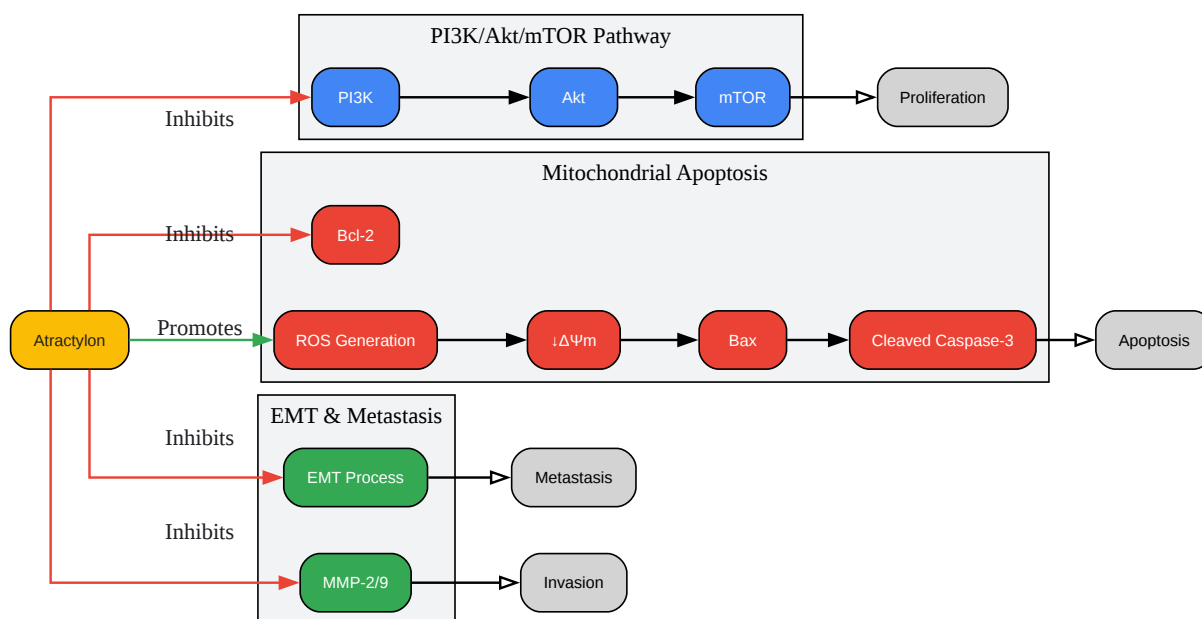 PI3K/Akt/mTOR Pathway
PI3K
Akt
mTOR
Proliferation
Inhibits
Mitochondrial Apoptosis
Inhibits
Bcl-2
Atractylon
Promotes
ROS Generation
↓ΔΨm
Bax
Cleaved Caspase-3
Apoptosis
EMT & Metastasis
Inhibits
EMT Process
Metastasis
Inhibits
MMP-2/9
Invasion